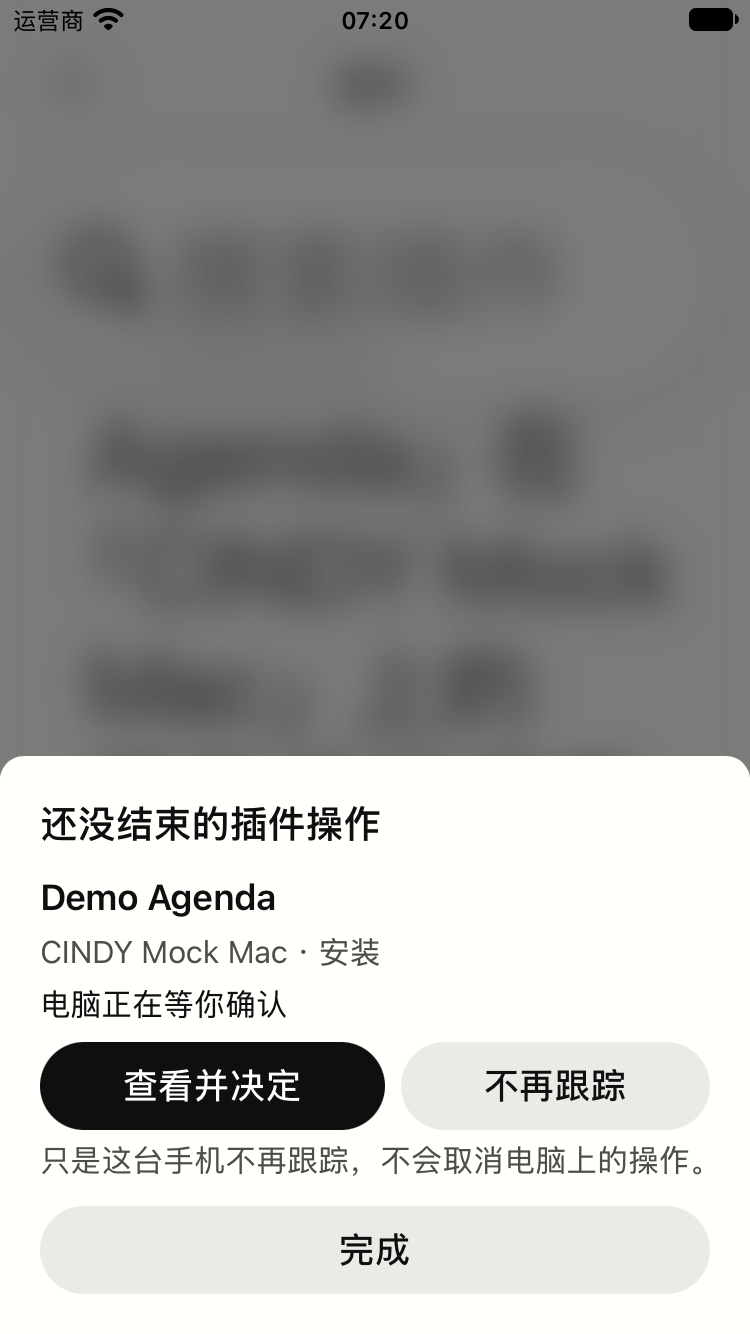 运营商 07:20
还没结束的插件操作
Demo Agenda
CINDY Mock Mac · 安装
电脑正在等你确认
查看并决定 不再跟踪
只是这台手机不再跟踪，不会取消电脑上的操作。
完成